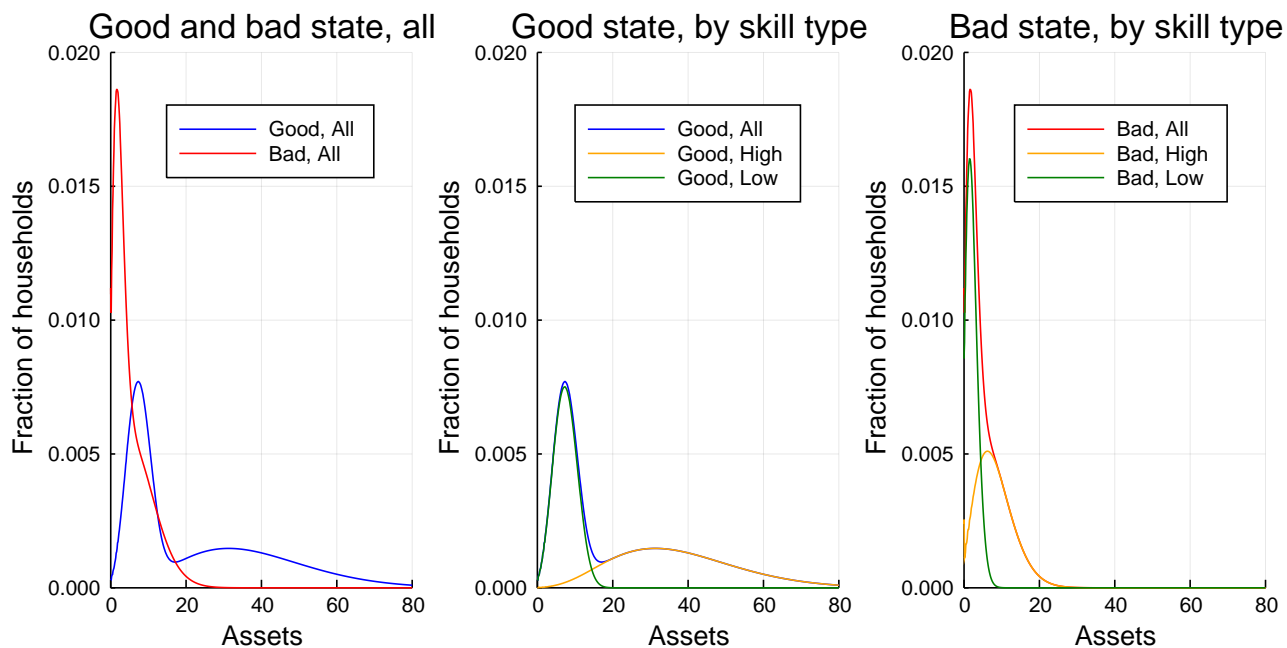 Good and bad state, all
0.020
0.015
0.010
0.005
0.000
Fraction of households
Good, All
Bad, All
0 20 40 60 80
Assets
Good state, by skill type
0.020
0.015
0.010
0.005
0.000
Fraction of households
Good, All
Good, High
Good, Low
0 20 40 60 80
Assets
Bad state, by skill type
0.020
0.015
0.010
0.005
0.000
Fraction of households
Bad, All
Bad, High
Bad, Low
0 20 40 60 80
Assets